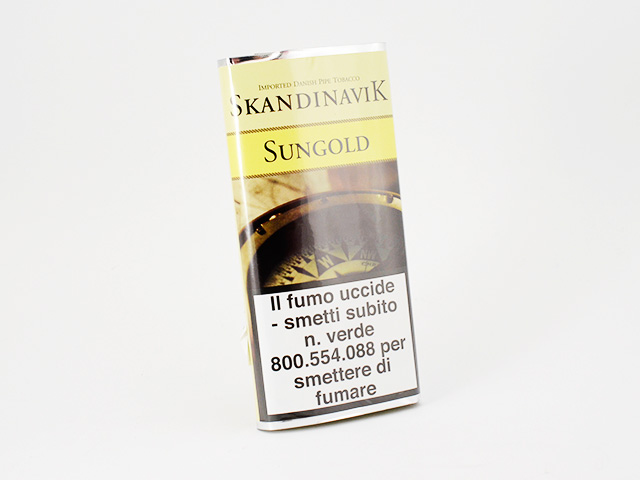 IMPORTED DANISH PIPE TOBACCO
SKANDINAVIK
SUNGOLD
Il fumo uccide
- smetti subito
n. verde
800.554.088 per
smettere di
fumare